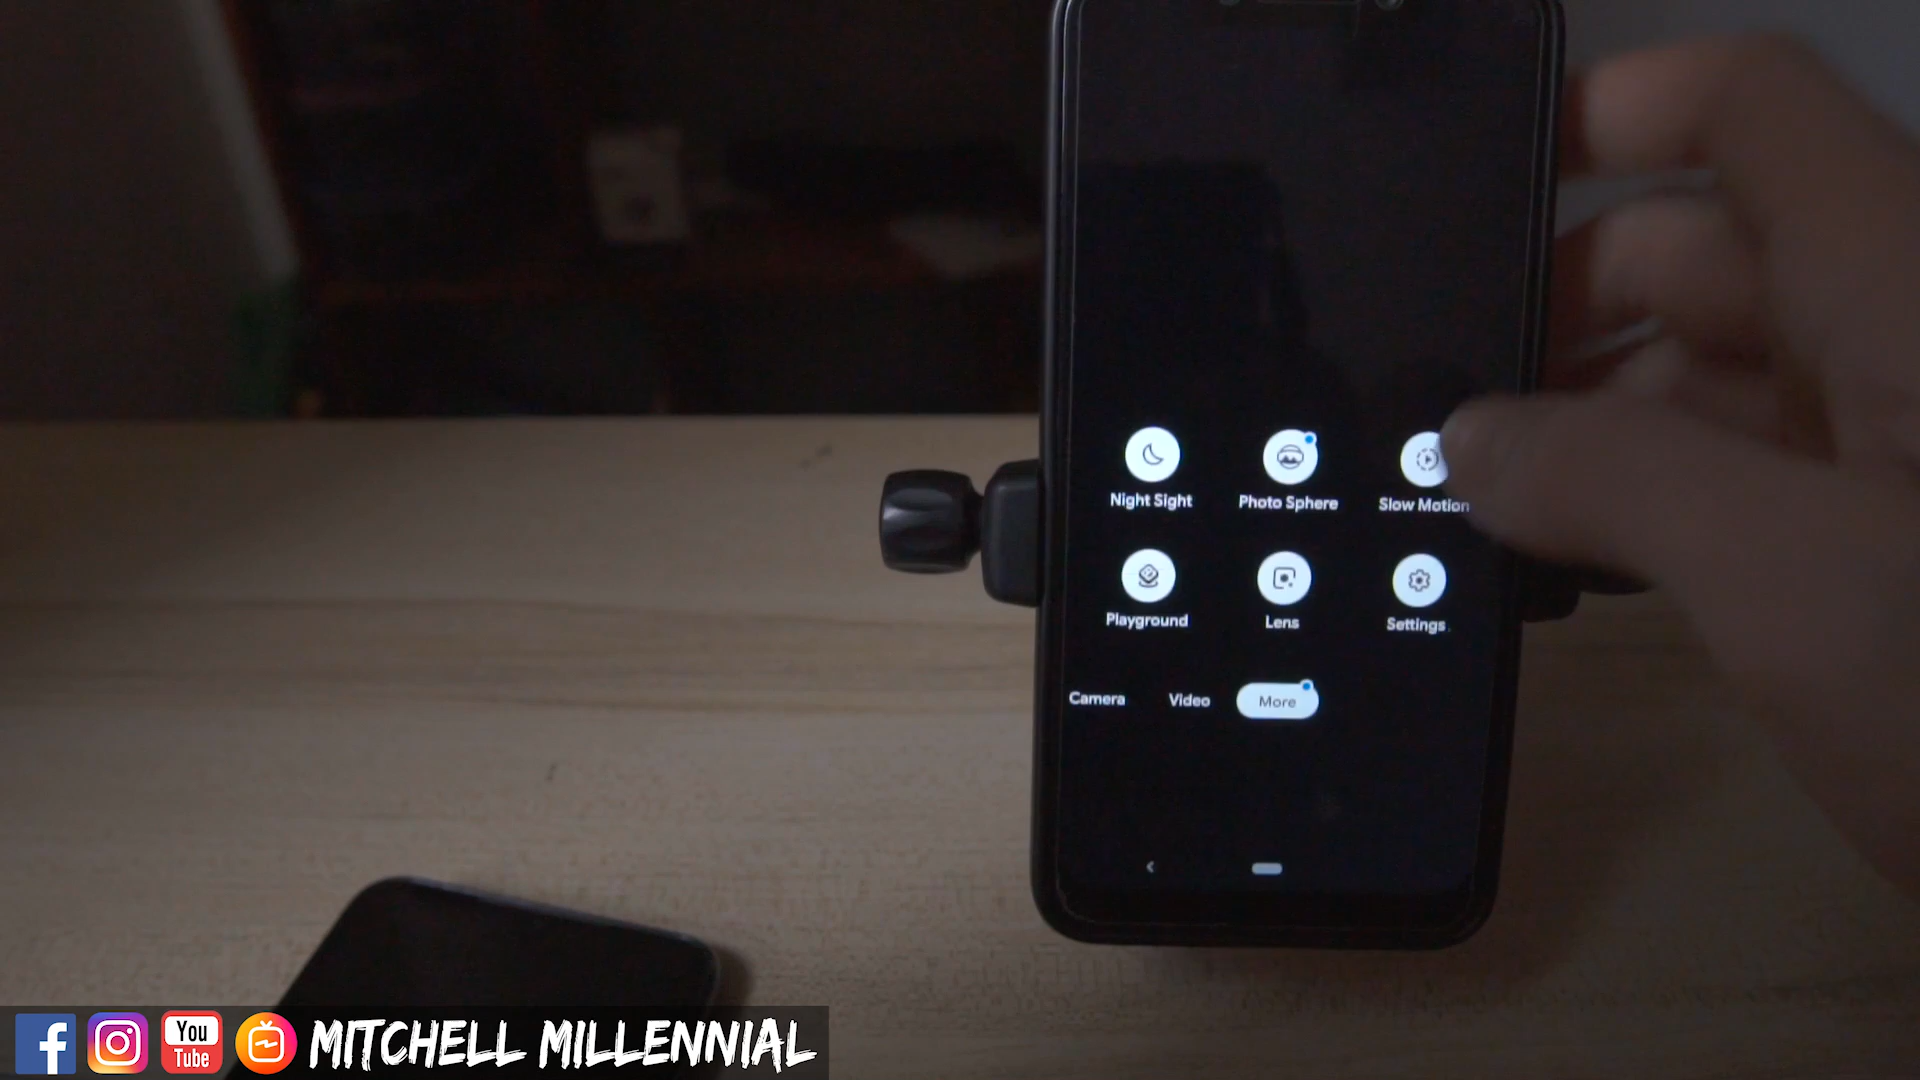 Night Sight
Photo Sphere
Slow Motion
Playground
Lens
Settings
Camera
Video
More
You
Tube
MITCHELL MILLENNIAL